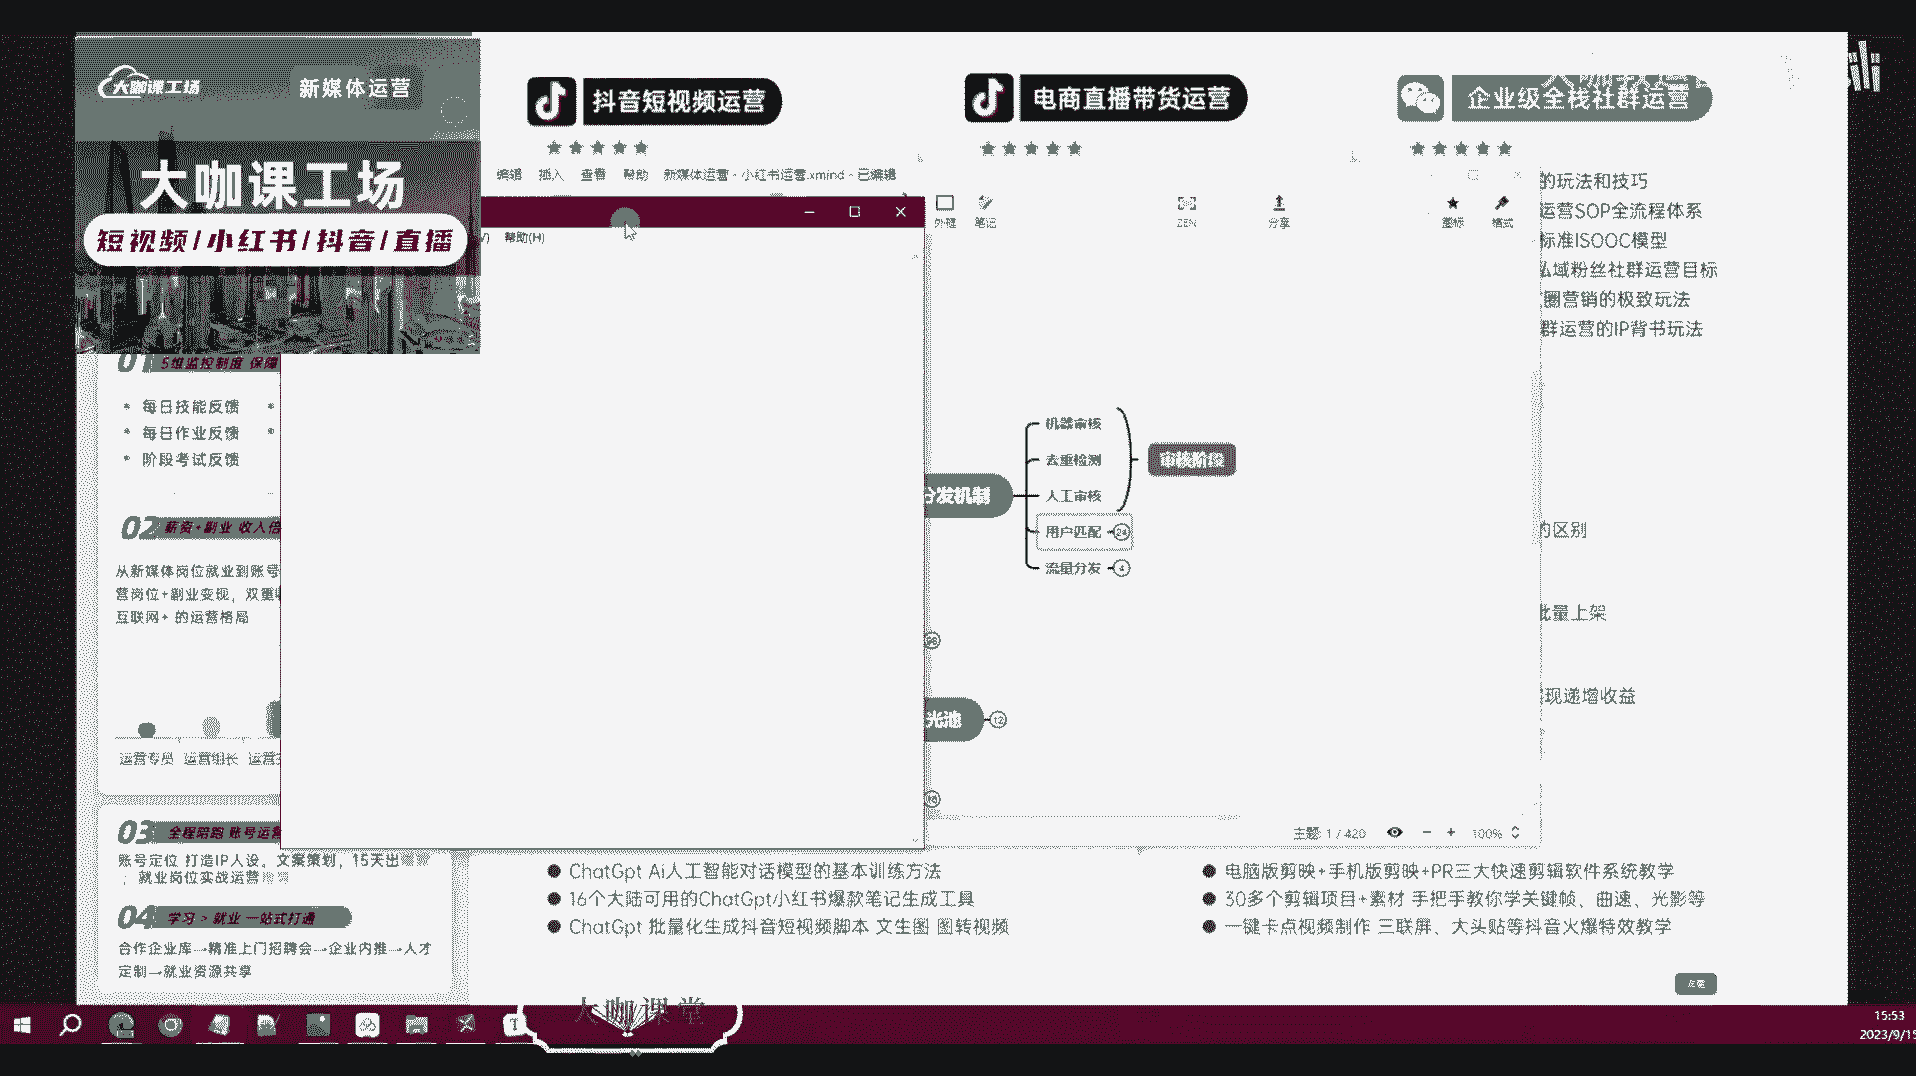 大咖课工场
新媒体运营
大咖课工场
短视频/小红书/抖音/直播
抖音短视频运营
电商直播带货运营
企业级全栈社群运营
编辑 插入 查看 帮助 新媒体运营 - 小红书运营.xmind - 已编辑
帮助(H)
外框 笔记 ZEN 分享 图标 格式
的玩法和技巧
运营SOP全流程体系
标准ISOOC模型
私域粉丝社群运营目标
圈营销的极致玩法
群运营的IP背书玩法
的区别
批量上架
现递增收益
01 5维监控制度 保障
每日技能反馈
每日作业反馈
阶段考试反馈
02 薪资+副业 收入倍
从新媒体岗位就业到账号
营岗位+副业变现，双重
互联网+ 的运营格局
运营专员 运营组长 运营
03 全程陪跑 账号运营
账号定位 打造IP人设，文案策划，15天出
就业岗位实战运营
04 学习 > 就业 一站式打通
合作企业库→精准上门招聘会→企业内推→人才
定制→就业资源共享
分发机制
机器审核
去重检测
人工审核
审核阶段
用户匹配 24
流量分发 4
光池 12
主题: 1 / 420
100%
ChatGpt Ai人工智能对话模型的基本训练方法
16个大陆可用的ChatGpt小红书爆款笔记生成工具
ChatGpt 批量化生成抖音短视频脚本 文生图 图转视频
电脑版剪映+手机版剪映+PR三大快速剪辑软件系统教学
30多个剪辑项目+素材 手把手教你学关键帧、曲速、光影等
一键卡点视频制作 三联屏、大头贴等抖音火爆特效教学
大咖课堂
15:53
2023/9/15